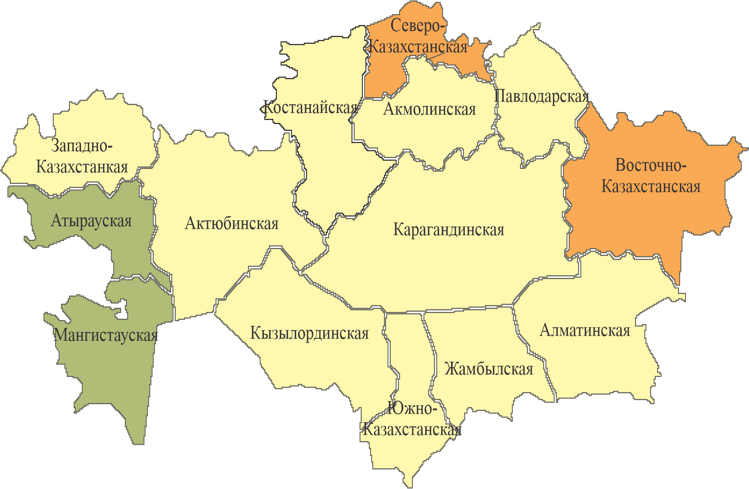 Северо-
Казахстанская
Костанайская
Акмолинская
Павлодарская
Западно-
Казахстанкая
Восточно-
Казахстанская
Атырауская
Актюбинская
Карагандинская
Мангистауская
Кызылординская
Алматинская
Жамбылская
Южно-
Казахстанская